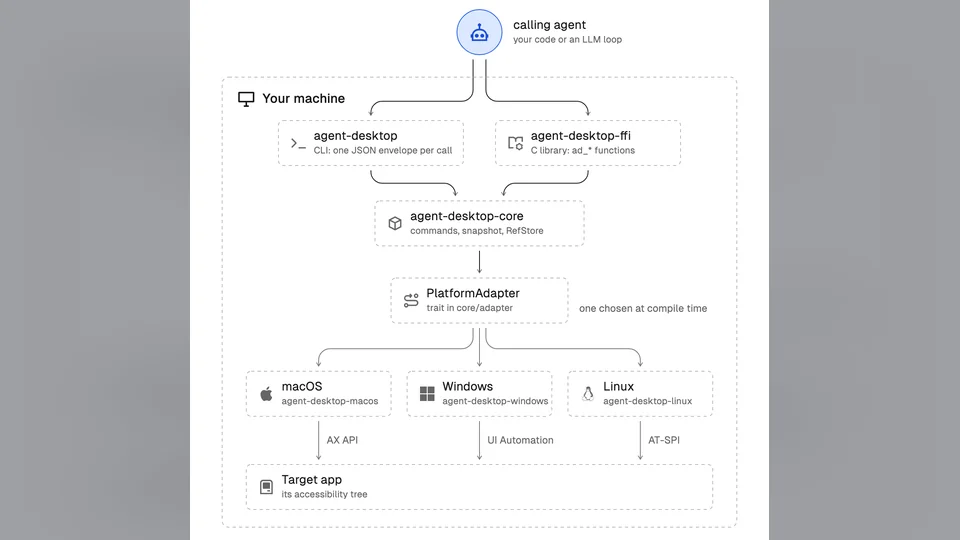 calling agent
your code or an LLM loop
Your machine
agent-desktop
CLI: one JSON envelope per call
agent-desktop-ffi
C library: ad_* functions
agent-desktop-core
commands, snapshot, RefStore
PlatformAdapter
trait in core/adapter
one chosen at compile time
macOS
agent-desktop-macos
Windows
agent-desktop-windows
Linux
agent-desktop-linux
AX API
UI Automation
AT-SPI
Target app
its accessibility tree